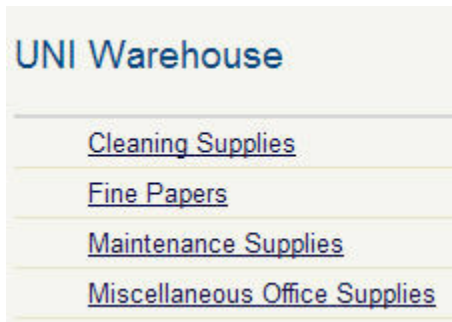 UNI Warehouse
Cleaning Supplies
Fine Papers
Maintenance Supplies
Miscellaneous Office Supplies